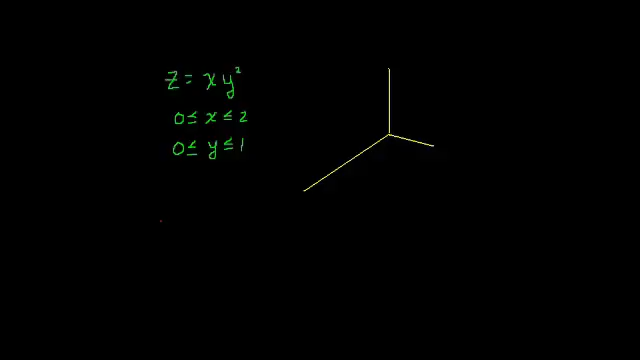 z = xy²
0 ≤ x ≤ 2
0 ≤ y ≤ 1